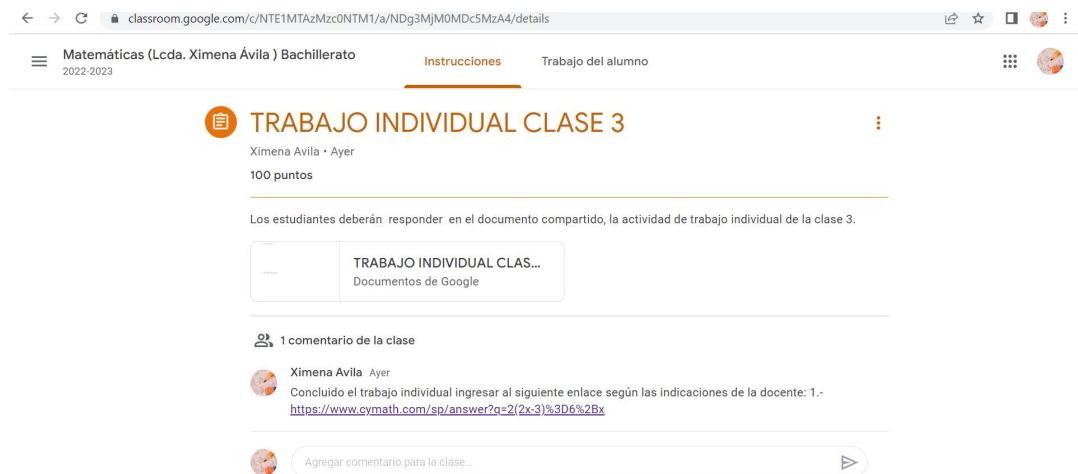 classroom.google.com/c/NTE1MTAzMzc0NTM1/a/NDg3MjM0MDc5MzA4/details
Matemáticas (Lcda. Ximena Ávila ) Bachillerato
2022-2023
Instrucciones
Trabajo del alumno
TRABAJO INDIVIDUAL CLASE 3
Ximena Avila • Ayer
100 puntos
Los estudiantes deberán responder en el documento compartido, la actividad de trabajo individual de la clase 3.
TRABAJO INDIVIDUAL CLAS...
Documentos de Google
1 comentario de la clase
Ximena Avila Ayer
Concluido el trabajo individual ingresar al siguiente enlace según las indicaciones de la docente: 1.-
https://www.cymath.com/sp/answer?q=2(2x-3)%3D6%2Bx
Agregar comentario para la clase...